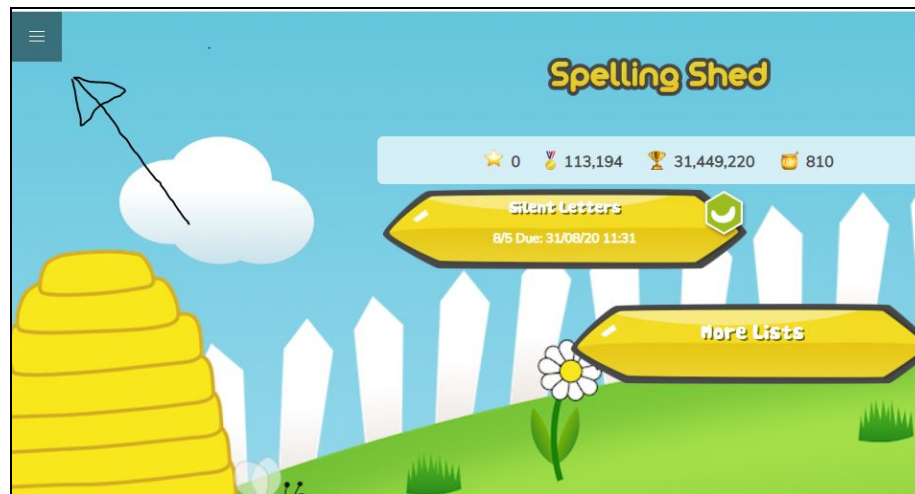 Spelling Shed
0 113,194 31,449,220 810
Silent Letters
8/5 Due: 31/08/20 11:31
More Lists